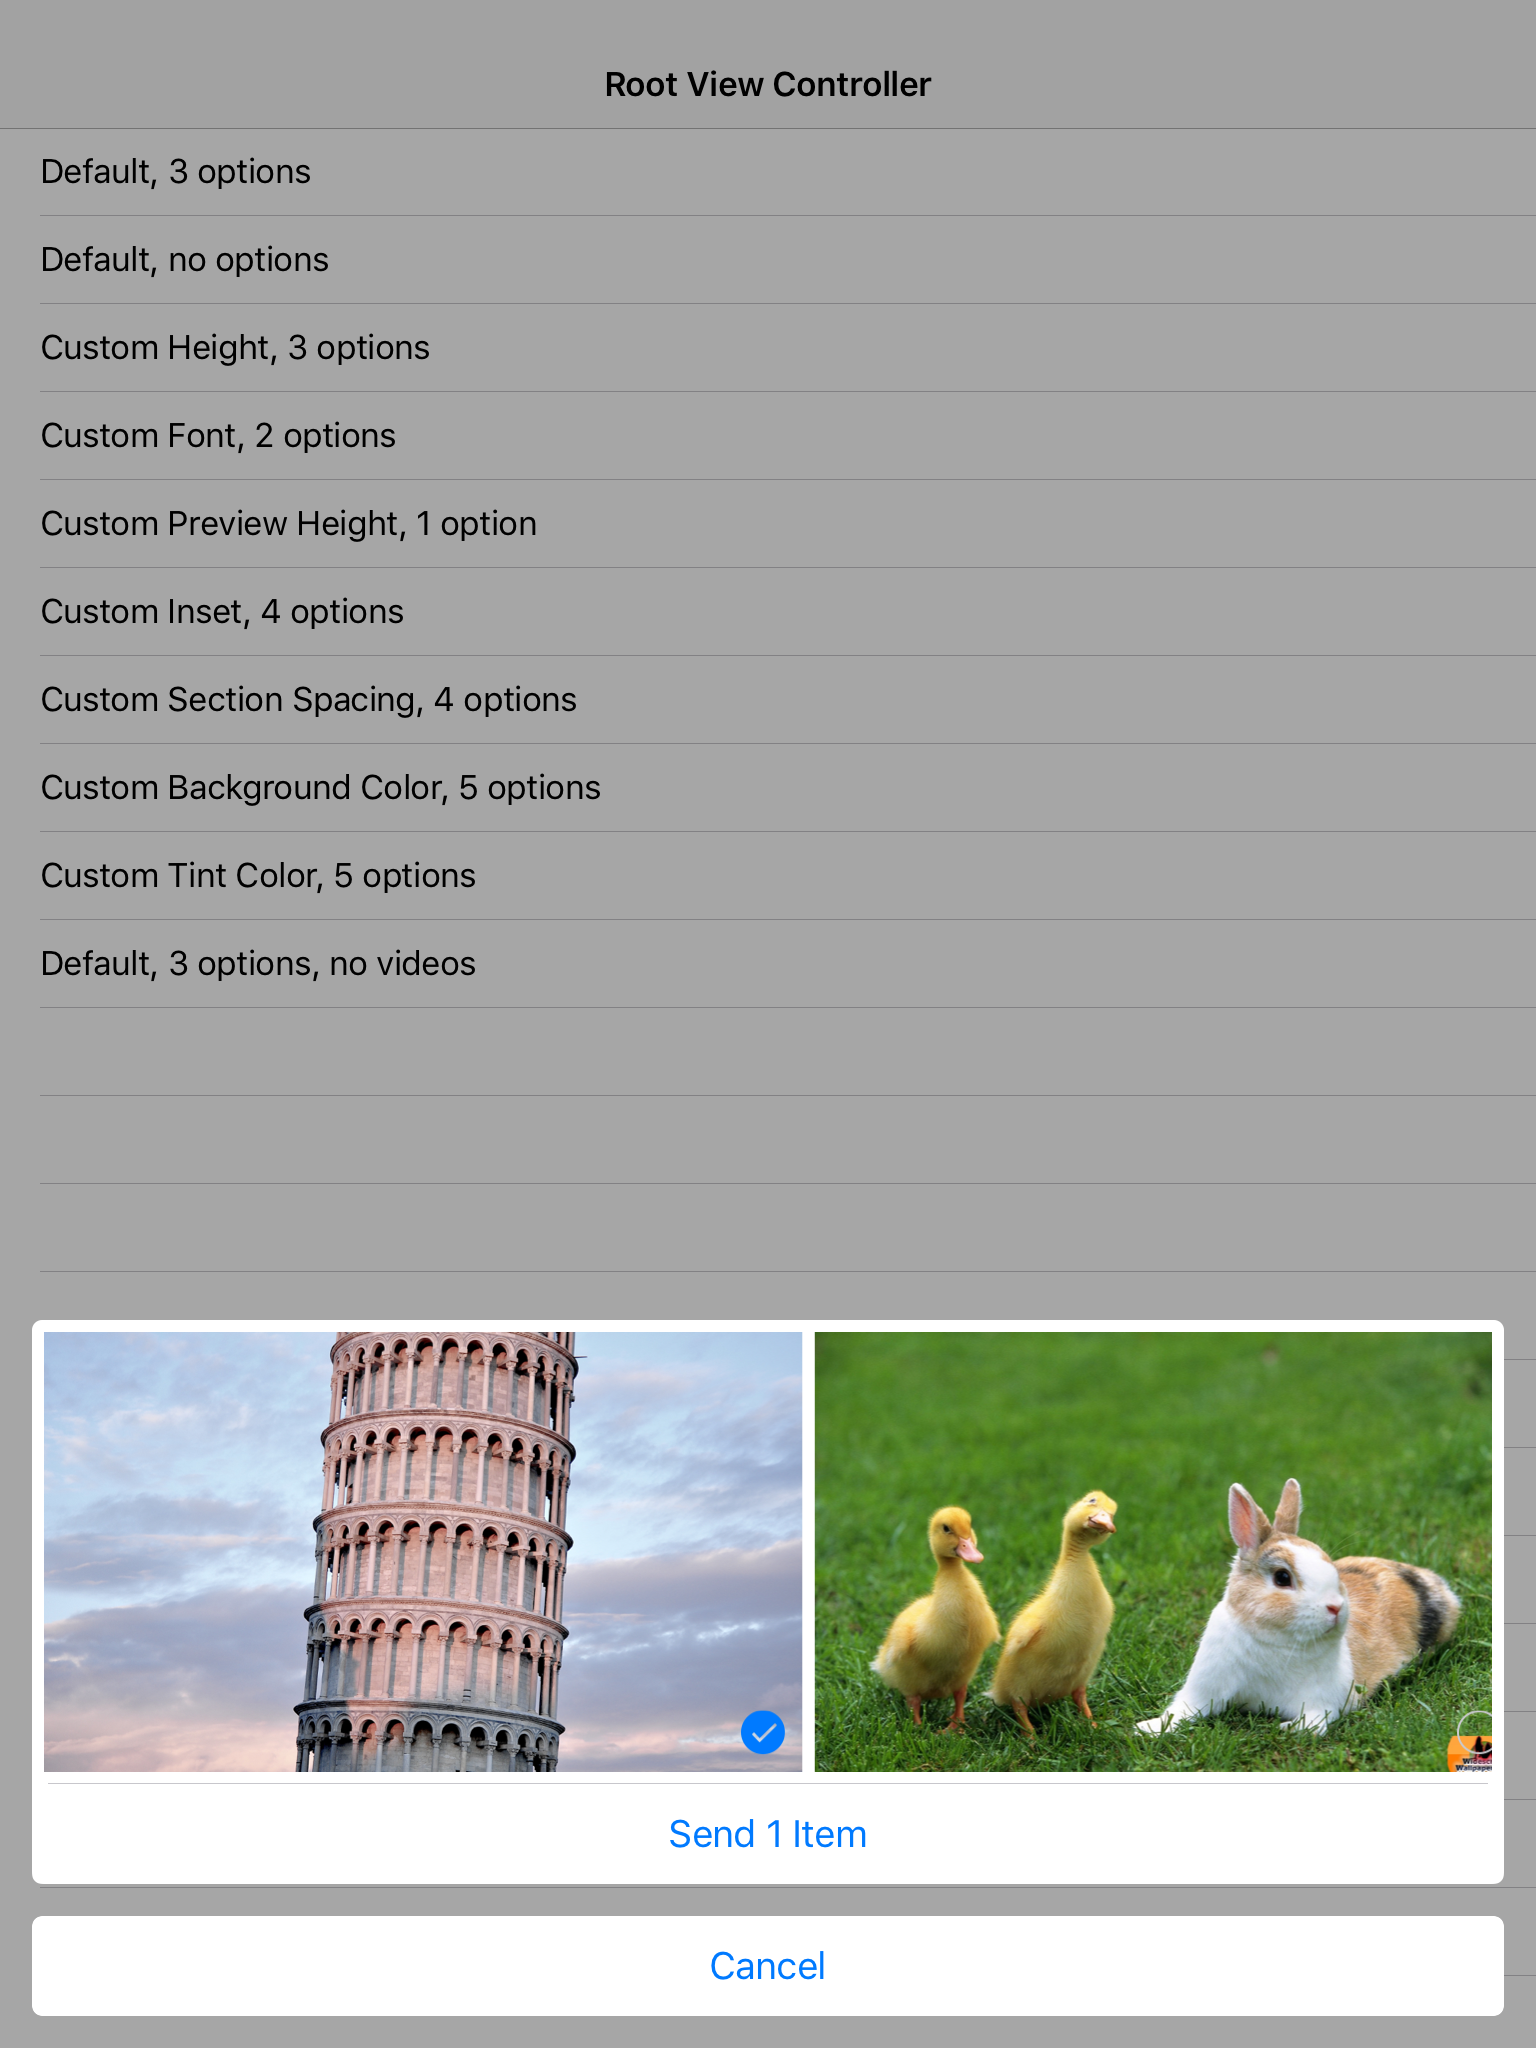 Root View Controller
Default, 3 options
Default, no options
Custom Height, 3 options
Custom Font, 2 options
Custom Preview Height, 1 option
Custom Inset, 4 options
Custom Section Spacing, 4 options
Custom Background Color, 5 options
Custom Tint Color, 5 options
Default, 3 options, no videos
Send 1 Item
Cancel